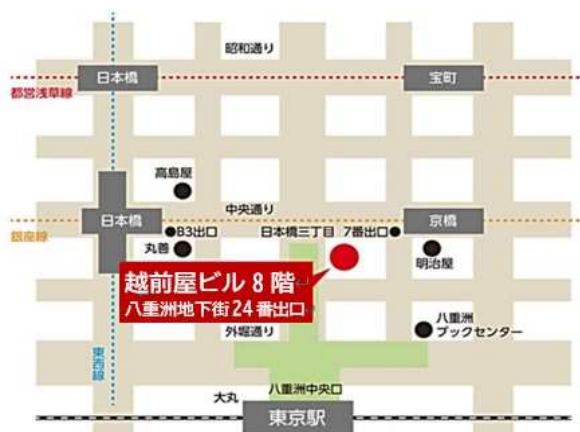 昭和通り
日本橋
宝町
都営浅草線
高島屋
中央通り
日本橋
B3出口
日本橋三丁目 7番出口
京橋
銀座線
丸善
明治屋
越前屋ビル 8 階
八重洲地下街 24 番出口
外堀通り
八重洲
ブックセンター
東西線
八重洲中央口
大丸
東京駅